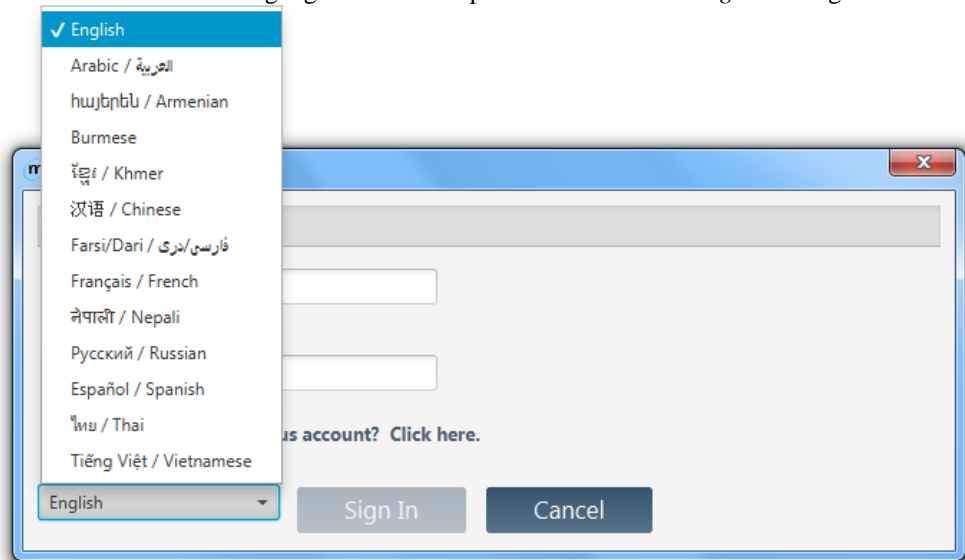 ✓ English
Arabic / العربية
հայերեն / Armenian
Burmese
ខ្មែរ / Khmer
汉语 / Chinese
Farsi/Dari / فارسی/دری
Français / French
नेपाली / Nepali
Русский / Russian
Español / Spanish
ไทย / Thai
Tiếng Việt / Vietnamese
account? Click here.
English
Sign In
Cancel